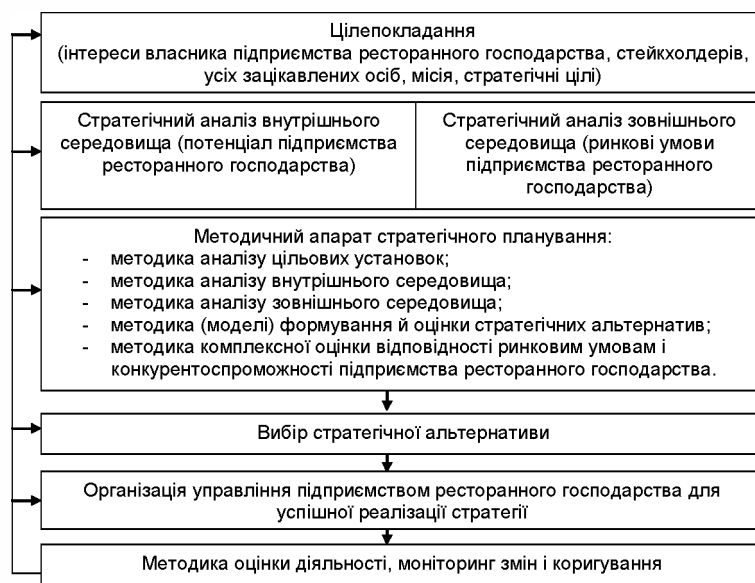 Цілепокладання
(інтереси власника підприємства ресторанного господарства, стейкхолдерів,
усіх зацікавлених осіб, місія, стратегічні цілі)
Стратегічний аналіз внутрішнього
середовища (потенціал підприємства
ресторанного господарства)
Стратегічний аналіз зовнішнього
середовища (ринкові умови
підприємства ресторанного
господарства)
Методичний апарат стратегічного планування:
- методика аналізу цільових установок;
- методика аналізу внутрішнього середовища;
- методика аналізу зовнішнього середовища;
- методика (моделі) формування й оцінки стратегічних альтернатив;
- методика комплексної оцінки відповідності ринковим умовам і
конкурентоспроможності підприємства ресторанного господарства.
Вибір стратегічної альтернативи
Організація управління підприємством ресторанного господарства для
успішної реалізації стратегії
Методика оцінки діяльності, моніторинг змін і коригування